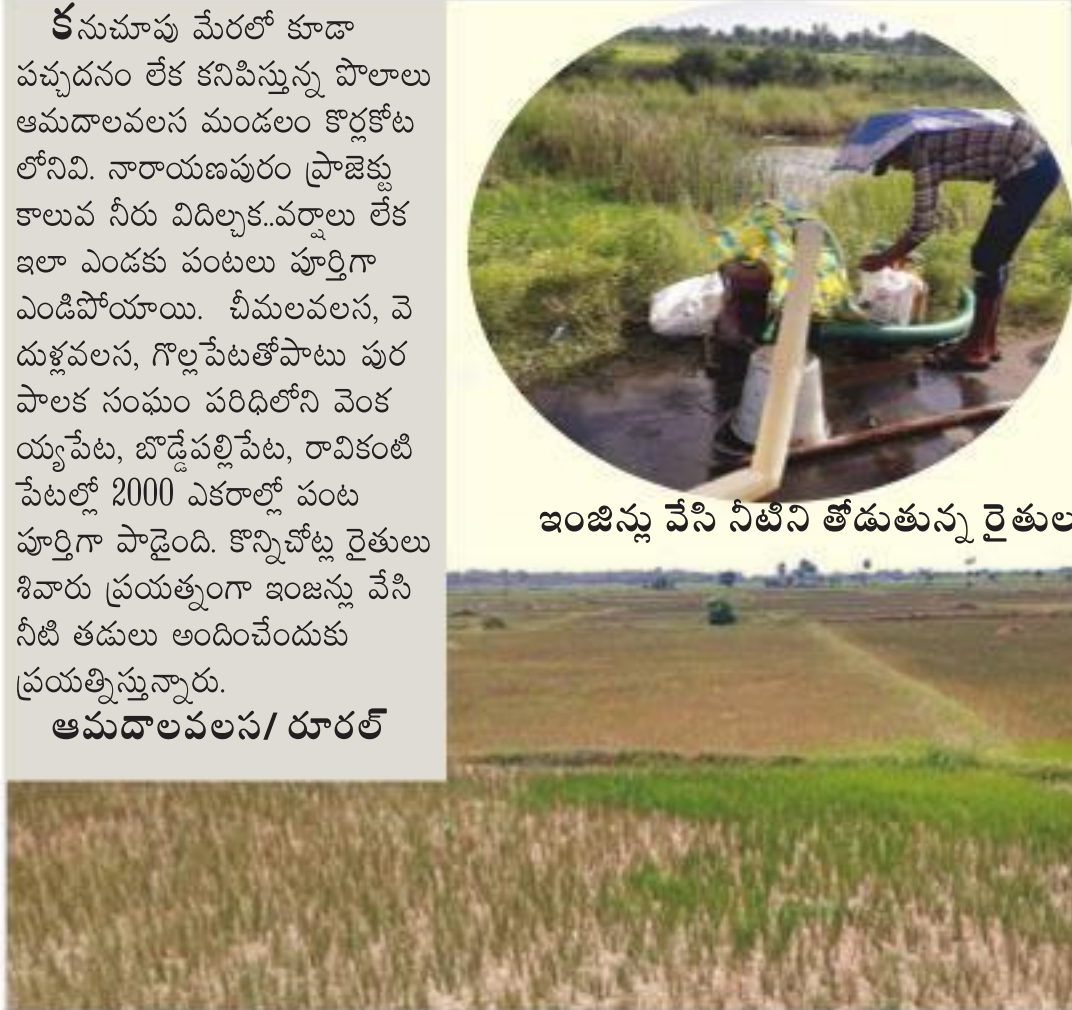 కనుచూపు మేరలో కూడా
పచ్చదనం లేక కనిపిస్తున్న పొలాలు
ఆమదాలవలస మండలం కొర్లకోట
లోనివి. నారాయణపురం ప్రాజెక్టు
కాలువ నీరు విదిల్చక..వర్షాలు లేక
ఇలా ఎండకు పంటలు పూర్తిగా
ఎండిపోయాయి. చీమలవలస, వె
దుళ్లవలస, గొల్లపేటతోపాటు పుర
పాలక సంఘం పరిధిలోని వెంక
య్యపేట, బొడ్డేపల్లిపేట, రావికంటి
పేటల్లో 2000 ఎకరాల్లో పంట
పూర్తిగా పాడైంది. కొన్నిచోట్ల రైతులు
శివారు ప్రయత్నంగా ఇంజన్లు వేసి
నీటి తడులు అందించేందుకు
ప్రయత్నిస్తున్నారు.
ఆమదాలవలస/ రూరల్
ఇంజిన్లు వేసి నీటిని తోడుతున్న రైతుల